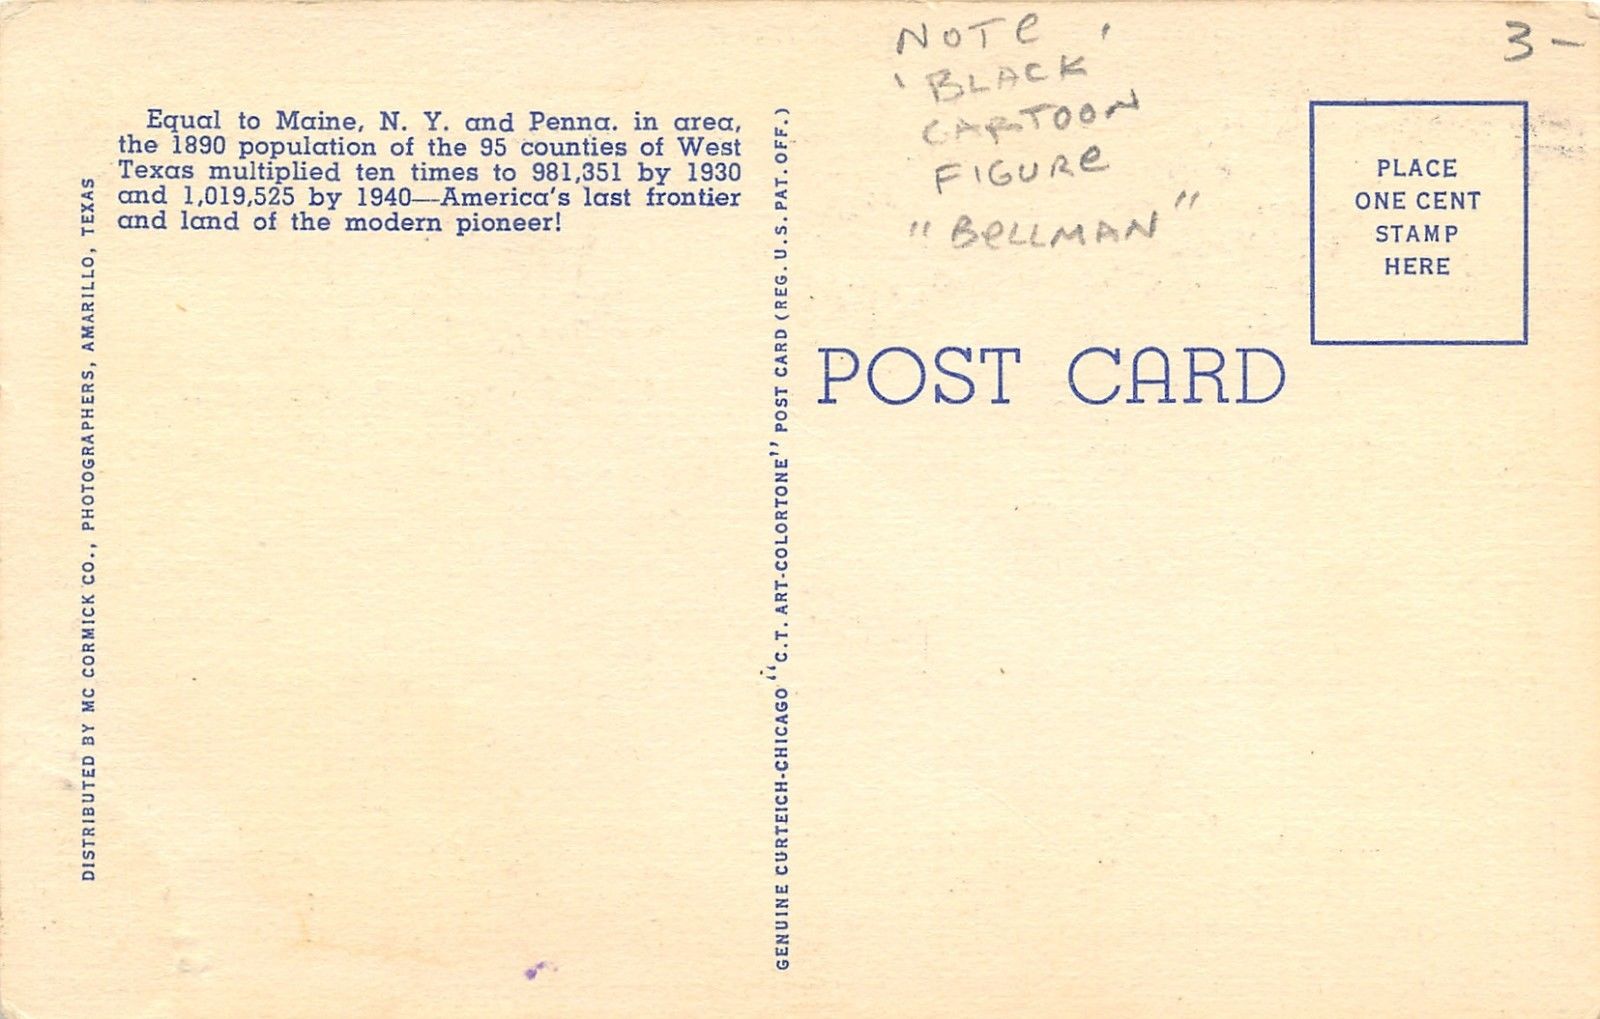 NOTE
'BLACK'
CARTOON
FIGURE
"BELLMAN"
3-
Equal to Maine, N. Y. and Penna. in area,
the 1890 population of the 95 counties of West
Texas multiplied ten times to 981,351 by 1930
and 1,019,525 by 1940—America's last frontier
and land of the modern pioneer!
DISTRIBUTED BY MC CORMICK CO., PHOTOGRAPHERS, AMARILLO, TEXAS
GENUINE CURTEICH-CHICAGO "C.T. ART-COLORTONE" POST CARD (REG. U.S. PAT. OFF.)
PLACE
ONE CENT
STAMP
HERE
POST CARD